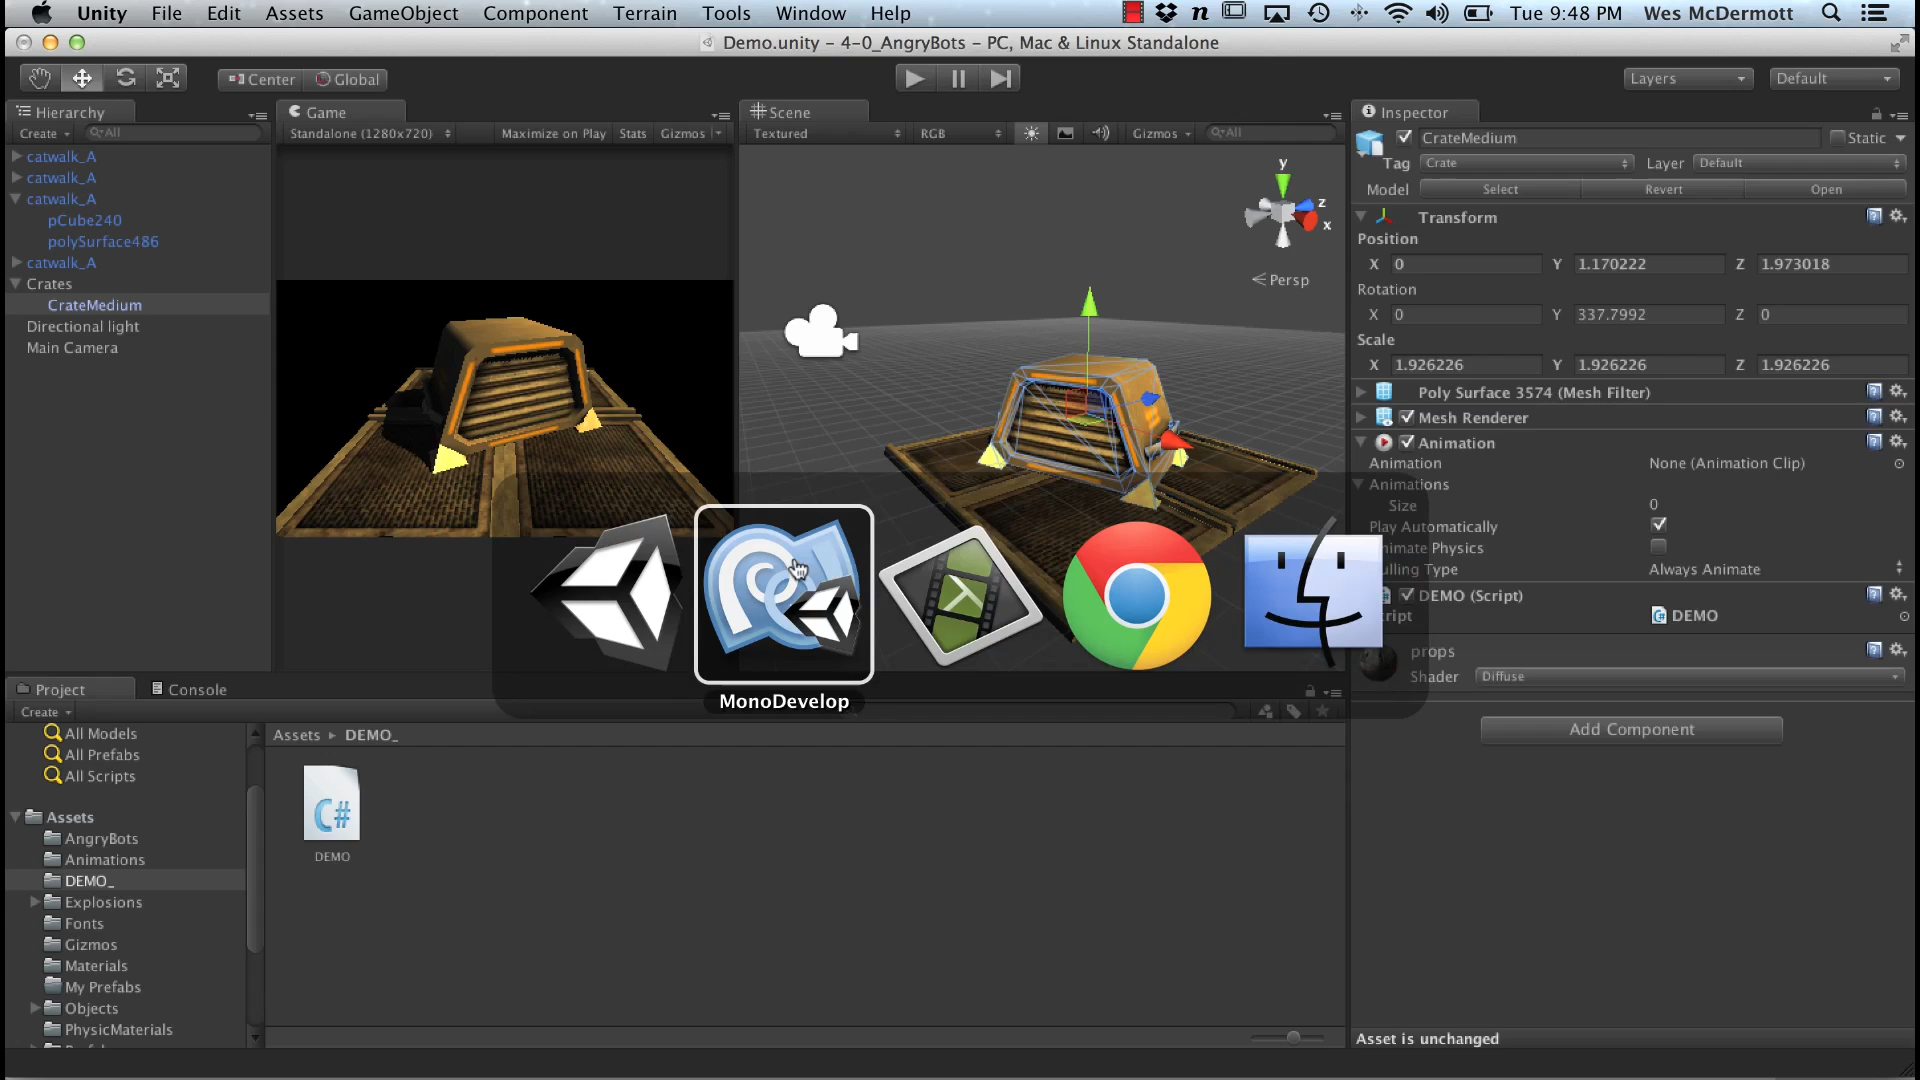 Unity File Edit Assets GameObject Component Terrain Tools Window Help Tue 9:48 PM Wes McDermott
Demo.unity – 4-0_AngryBots – PC, Mac & Linux Standalone
Center Global Layers Default
Hierarchy
Create All
catwalk_A
catwalk_A
catwalk_A
pCube240
polySurface486
catwalk_A
Crates
CrateMedium
Directional light
Main Camera
Game
Standalone (1280x720) Maximize on Play Stats Gizmos
Scene
Textured RGB Gizmos All
y
z
x
Persp
Inspector
CrateMedium Static
Tag Crate Layer Default
Model Select Revert Open
Transform
Position
X 0 Y 1.170222 Z 1.973018
Rotation
X 0 Y 337.7992 Z 0
Scale
X 1.926226 Y 1.926226 Z 1.926226
Poly Surface 3574 (Mesh Filter)
Mesh Renderer
Animation
Animation None (Animation Clip)
Animations
Size 0
Play Automatically
nimate Physics
ulling Type Always Animate
DEMO (Script)
cript C# DEMO
props
Shader Diffuse
Add Component
Asset is unchanged
MonoDevelop
Project Console
Create
All Models
All Prefabs
All Scripts
Assets
AngryBots
Animations
DEMO_
Explosions
Fonts
Gizmos
Materials
My Prefabs
Objects
PhysicMaterials
Assets DEMO_
C#
DEMO